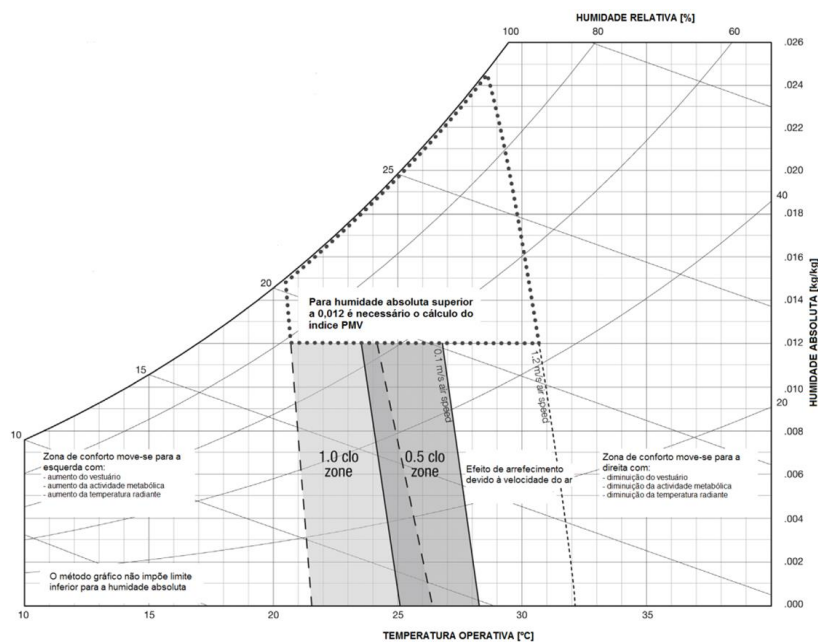 HUMIDADE RELATIVA [%]
100
80
60
.026
.024
.022
25
.020
40
.018
.016
20
Para humidade absoluta superior
a 0,012 é necessário o cálculo do
indice PMV
.014
.012
0,1 m/s air speed
1.2 m/s air speed
15
.010
20
HUMIDADE ABSOLUTA [kg/kg]
10
.008
Zona de conforto move-se para a
esquerda com:
- aumento do vestuário
- aumento da actividade metabólica
- aumento da temperatura radiante
1.0 clo
zone
0.5 clo
zone
Efeito de arrefecimento
devido à velocidade do ar
Zona de conforto move-se para a
direita com:
- diminuição do vestuário
- diminuição da actividade metabólica
- diminuição da temperatura radiante
.006
.004
.002
O método gráfico não impõe limite
inferior para a humidade absoluta
.000
10
15
20
25
30
35
TEMPERATURA OPERATIVA [ºC]